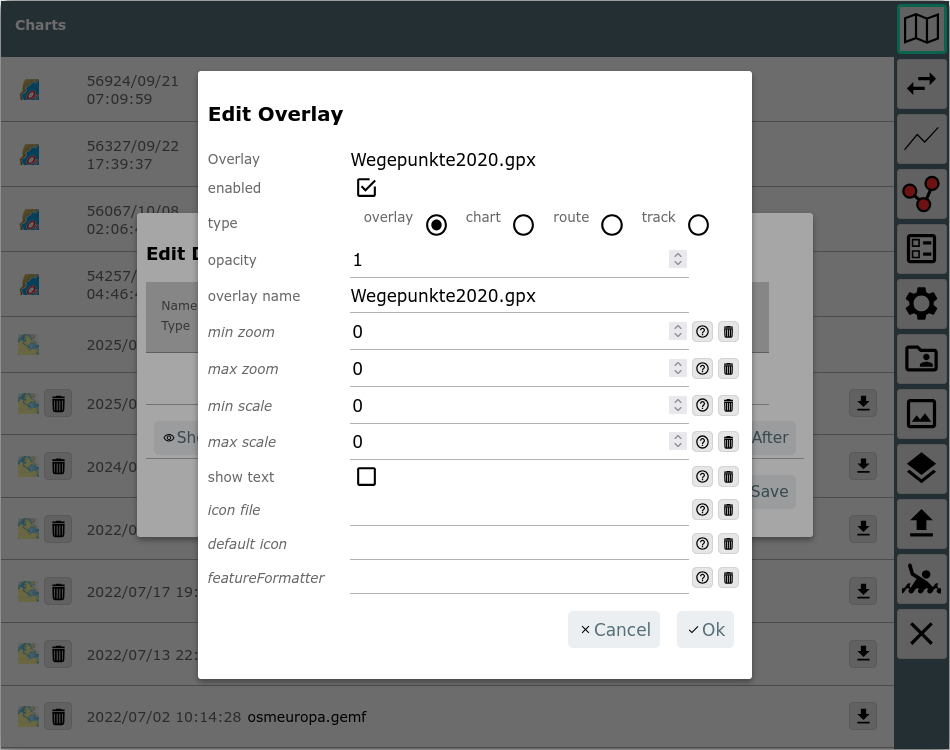 Charts
56924/09/21
07:09:59
56327/09/22
17:39:37
56067/10/08
02:06:4
54257/
04:46:4
2025/0
2025/0
2024/0
2022/0
2022/07/17 19:
2022/07/13 22:
2022/07/02 10:14:28 osmeuropa.gemf
Edit D
Name
Type
Sh
After
Save
Edit Overlay
Overlay Wegepunkte2020.gpx
enabled
type overlay chart route track
opacity 1
overlay name Wegepunkte2020.gpx
min zoom 0
max zoom 0
min scale 0
max scale 0
show text
icon file
default icon
featureFormatter
Cancel Ok